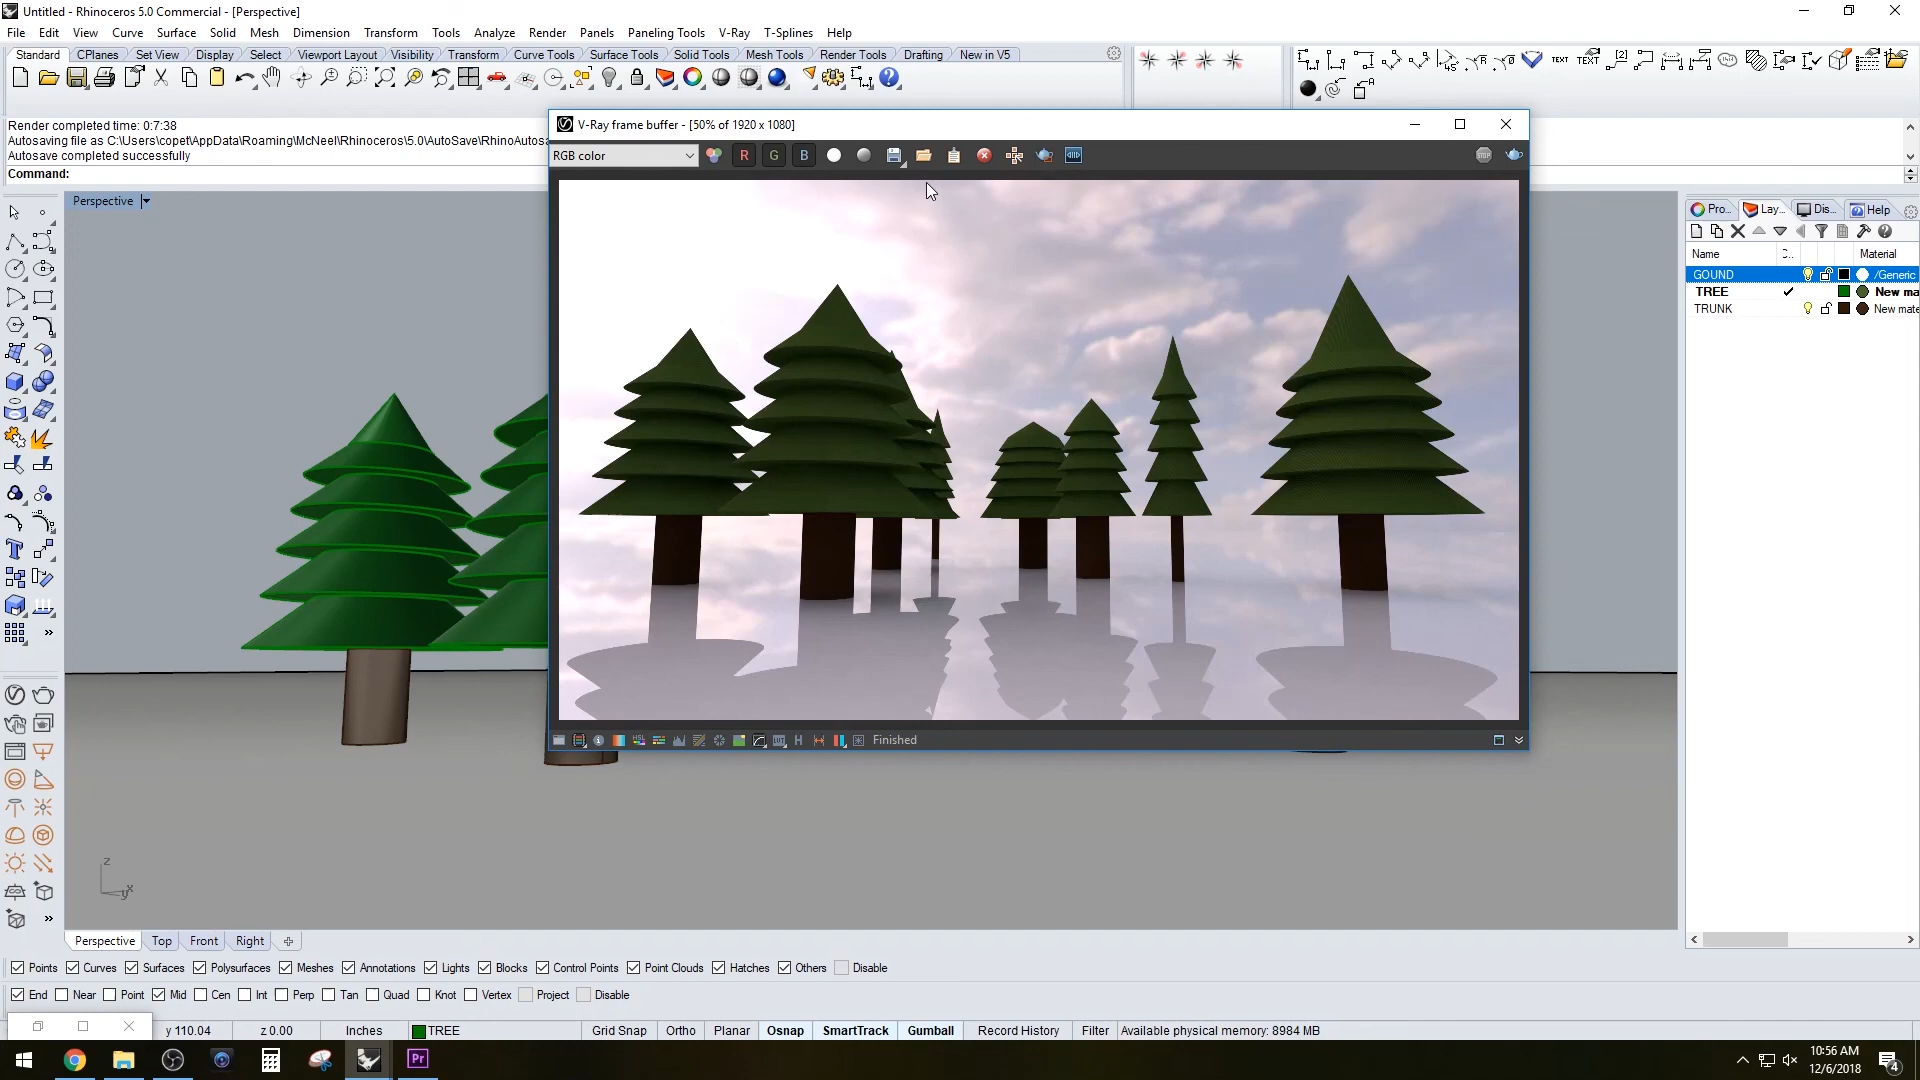 Untitled - Rhinoceros 5.0 Commercial - [Perspective]
File Edit View Curve Surface Solid Mesh Dimension Transform Tools Analyze Render Panels Paneling Tools V-Ray T-Splines Help
Standard CPlanes Set View Display Select Viewport Layout Visibility Transform Curve Tools Surface Tools Solid Tools Mesh Tools Render Tools Drafting New in V5
TEXT TEXT
Render completed time: 0:7:38
Autosaving file as C:\Users\copet\AppData\Roaming\McNeel\Rhinoceros\5.0\AutoSave\RhinoAutosa
Autosave completed successfully
Command:
V-Ray frame buffer - [50% of 1920 x 1080]
RGB color
R G B
STOP
Perspective
Pro... Lay... Dis... Help
Name Material
GOUND /Generic
TREE New ma
TRUNK New mate
HSL LUT H Finished
z
x
y
Perspective Top Front Right
Points Curves Surfaces Polysurfaces Meshes Annotations Lights Blocks Control Points Point Clouds Hatches Others Disable
End Near Point Mid Cen Int Perp Tan Quad Knot Vertex Project Disable
y 110.04 z 0.00 Inches TREE Grid Snap Ortho Planar Osnap SmartTrack Gumball Record History Filter Available physical memory: 8984 MB
Pr
10:56 AM
12/6/2018
4